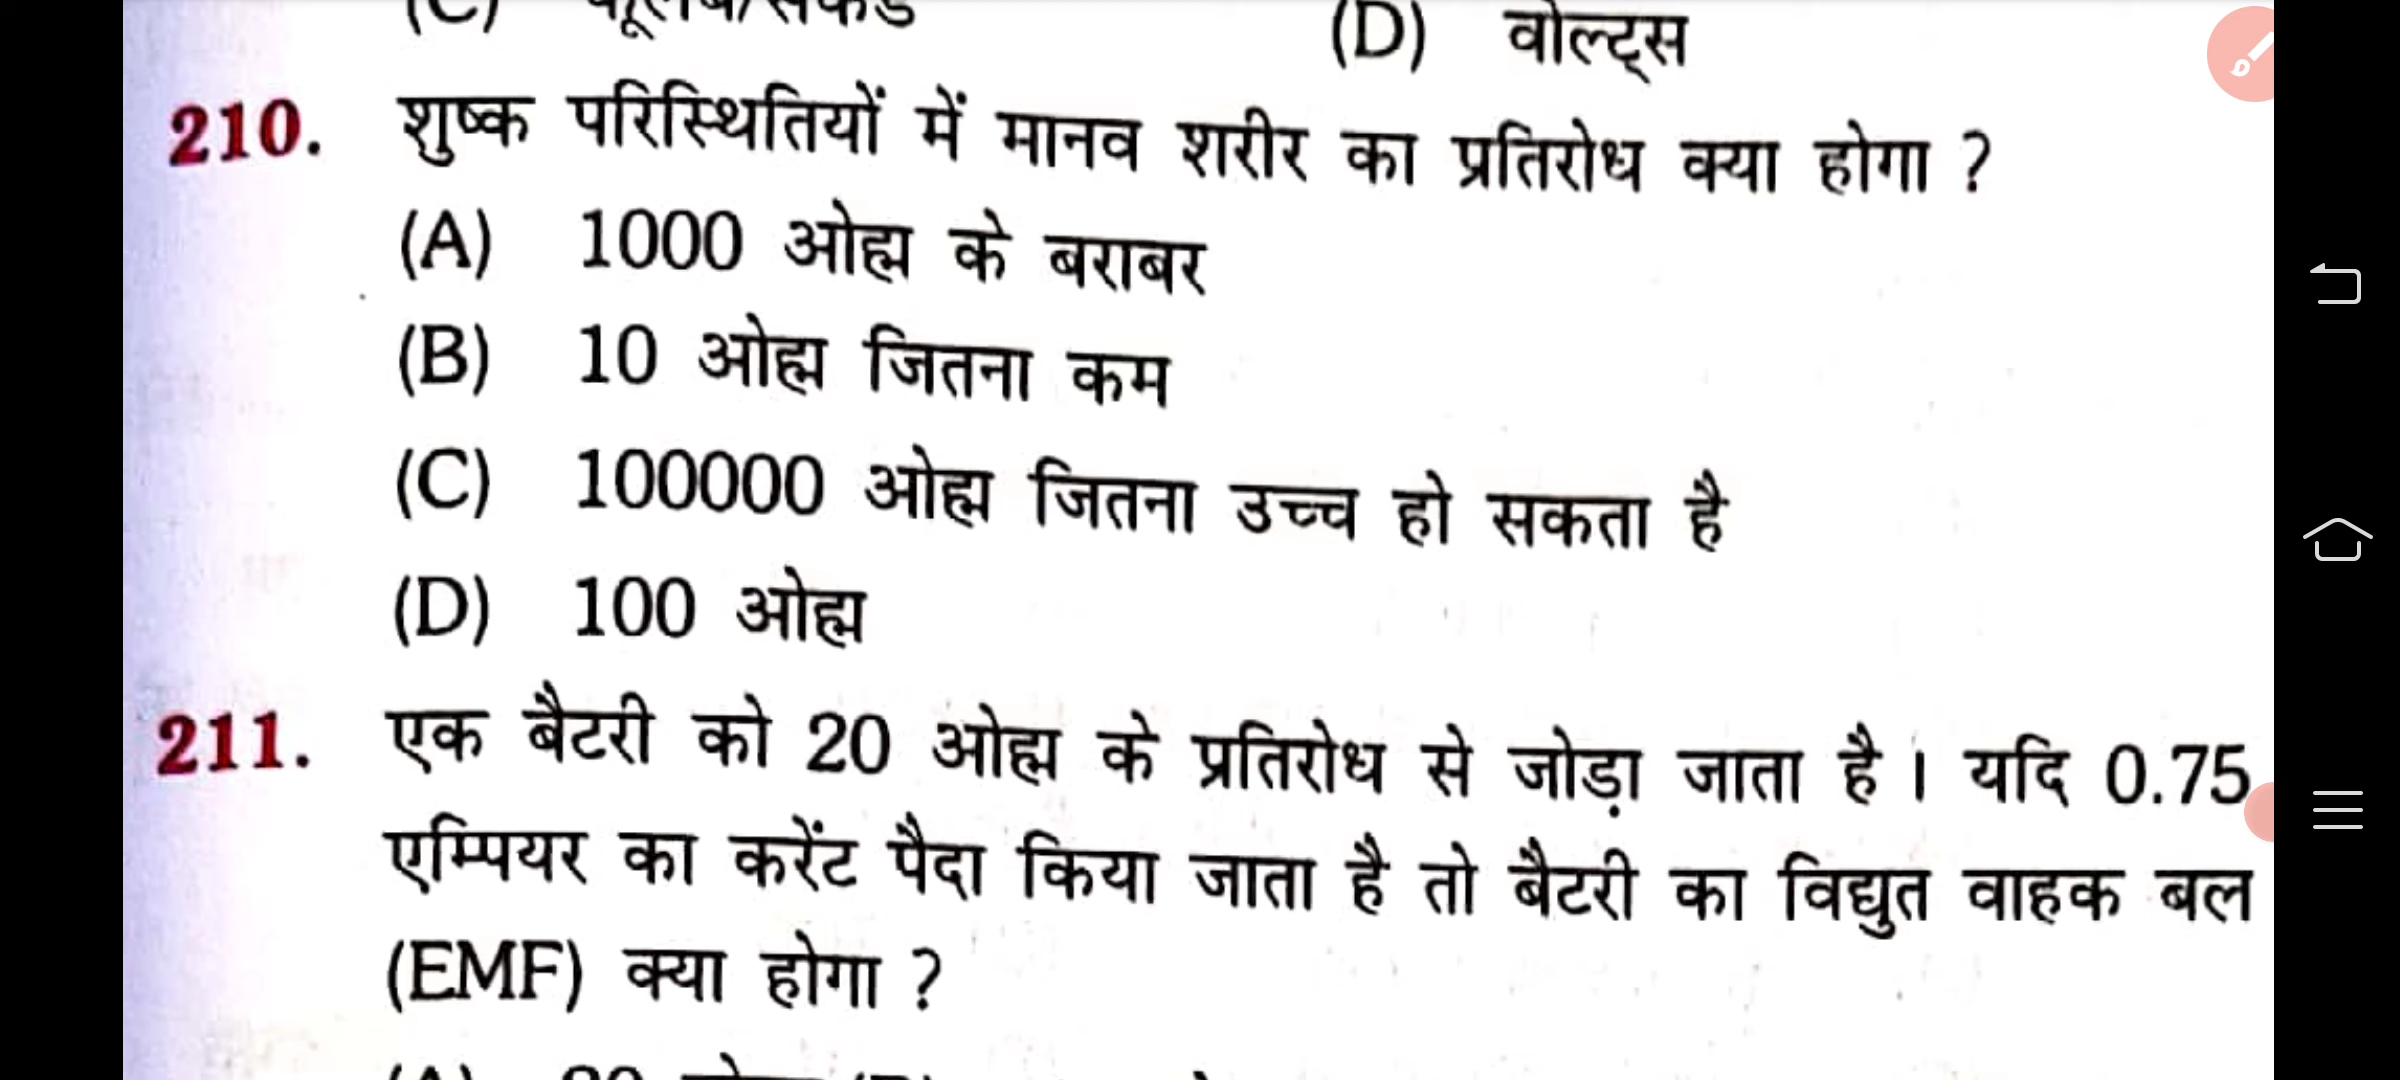 (D) वोल्ट्स
210. शुष्क परिस्थितियों में मानव शरीर का प्रतिरोध क्या होगा ?
(A) 1000 ओह्म के बराबर
(B) 10 ओह्म जितना कम
(C) 100000 ओह्म जितना उच्च हो सकता है
(D) 100 ओह्म
211. एक बैटरी को 20 ओह्म के प्रतिरोध से जोड़ा जाता है। यदि 0.75
एम्पियर का करेंट पैदा किया जाता है तो बैटरी का विद्युत वाहक बल
(EMF) क्या होगा ?